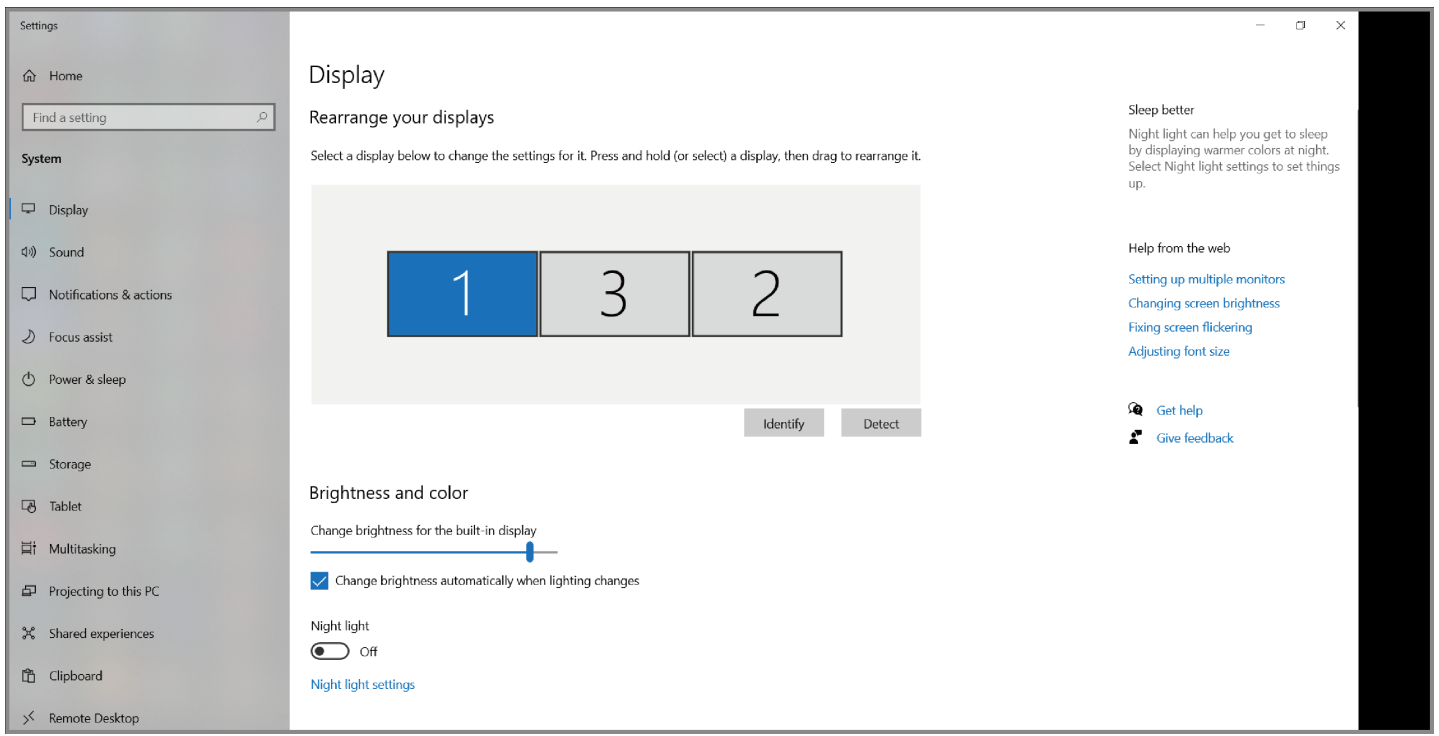 Settings
Home
Find a setting
System
Display
Sound
Notifications & actions
Focus assist
Power & sleep
Battery
Storage
Tablet
Multitasking
Projecting to this PC
Shared experiences
Clipboard
Remote Desktop
Display
Rearrange your displays
Select a display below to change the settings for it. Press and hold (or select) a display, then drag to rearrange it.
1 3 2
Identify Detect
Brightness and color
Change brightness for the built-in display
Change brightness automatically when lighting changes
Night light
Off
Night light settings
Sleep better
Night light can help you get to sleep
by displaying warmer colors at night.
Select Night light settings to set things
up.
Help from the web
Setting up multiple monitors
Changing screen brightness
Fixing screen flickering
Adjusting font size
Get help
Give feedback